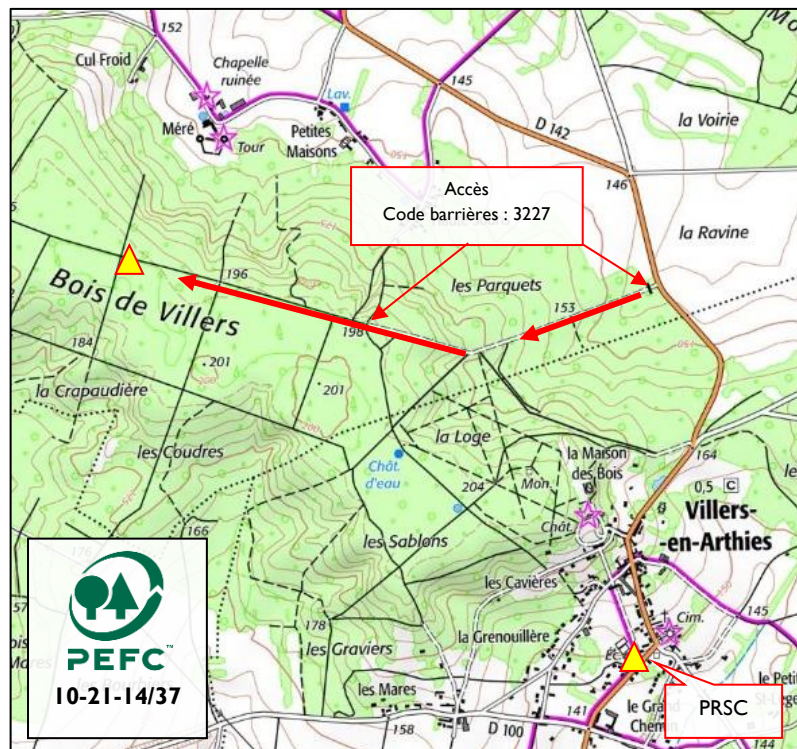 152
Cul Froid
Chapelle
ruinée
145
Lav.
Méré
Tour
Petites
Maisons
D 142
la Voirie
146
Accès
Code barrières : 3227
la Ravine
196
les Parquets
153
Bois de Villers
198
184
201
201
la Crapaudière
les Coudres
la Loge
Chât.
d'eau
204
Mon.
la Maison
des Bois
164
0,5 C
Villers-
-en-Arthies
Chât.
166
les Sablons
les Cavières
Cim.
145
178
la Grenouillère
les Graviers
les Mares
141
le Grand
Chemin
le Petit
D 100
158
144
PRSC
PEFC™
10-21-14/37